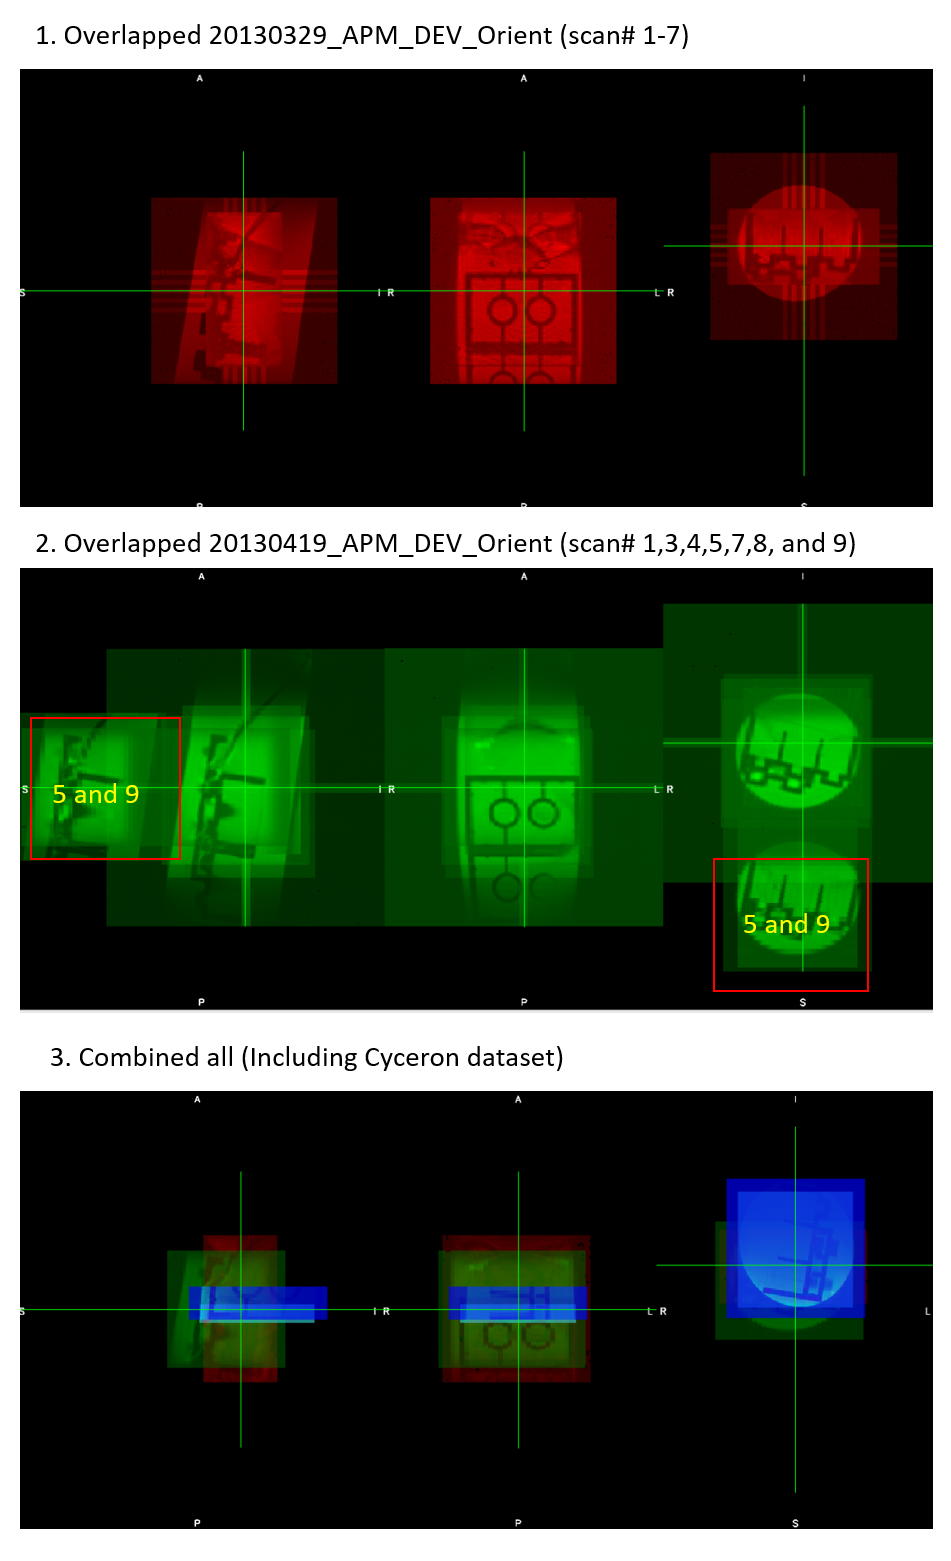 1. Overlapped 20130329_APM_DEV_Orient (scan# 1-7)
A A I
S I R L R
P S
2. Overlapped 20130419_APM_DEV_Orient (scan# 1,3,4,5,7,8, and 9)
A A I
S 5 and 9 I R L R
5 and 9
P P S
3. Combined all (Including Cyceron dataset)
A A I
S I R L R L
P P S